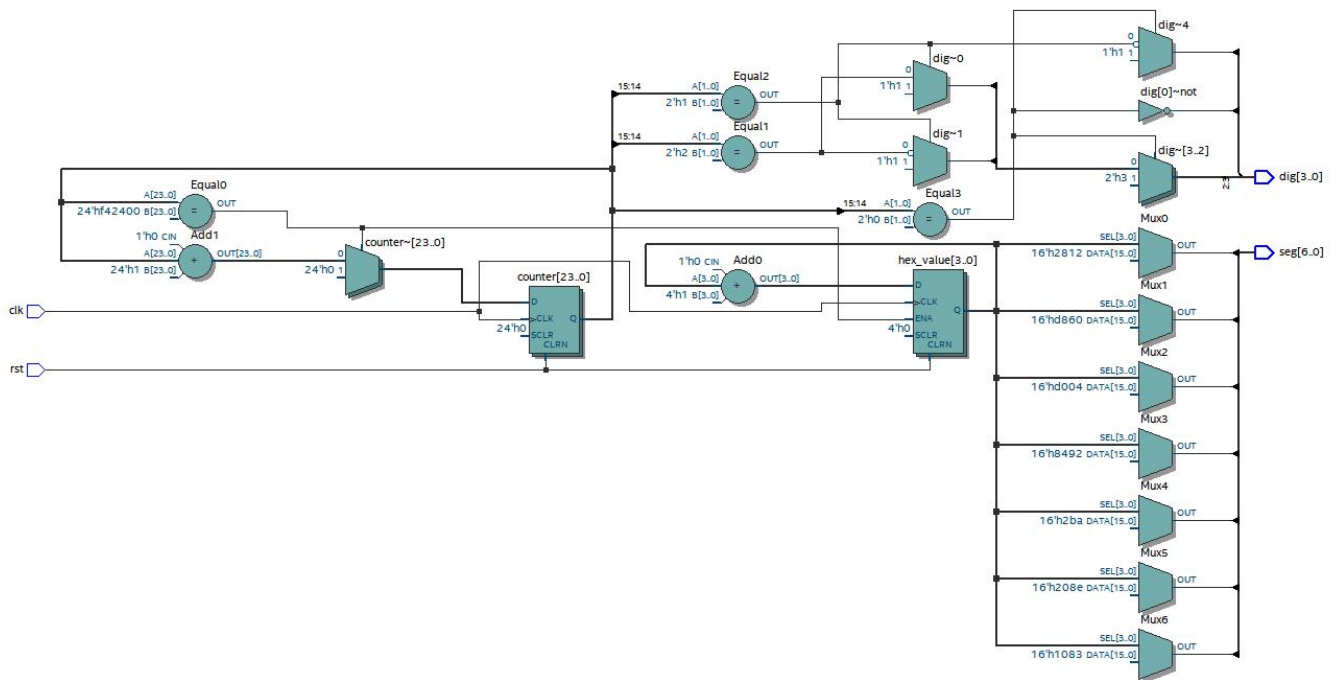 dig~4
0
1'h1 1
dig~0
0
1'h1 1
dig[0]~not
Equal2
15:14 A[1..0]
2'h1 B[1..0]
OUT
=
Equal1
15:14 A[1..0]
2'h2 B[1..0]
OUT
=
dig~1
0
1'h1 1
dig~[3..2]
0
2'h3 1
2:3
dig[3..0]
Equal0
A[23..0]
24'hf42400 B[23..0]
OUT
=
Equal3
15:14 A[1..0]
2'h0 B[1..0]
OUT
=
Add1
1'h0 CIN
A[23..0]
24'h1 B[23..0]
OUT[23..0]
+
counter~[23..0]
0
24'h0 1
counter[23..0]
D
CLK
24'h0 SCLR
CLRN
Q
Add0
1'h0 CIN
A[3..0]
4'h1 B[3..0]
OUT[3..0]
+
hex_value[3..0]
D
CLK
ENA
4'h0 SCLR
CLRN
Q
clk
rst
Mux0
SEL[3..0]
16'h2812 DATA[15..0]
OUT
seg[6..0]
Mux1
SEL[3..0]
16'hd860 DATA[15..0]
OUT
Mux2
SEL[3..0]
16'hd004 DATA[15..0]
OUT
Mux3
SEL[3..0]
16'h8492 DATA[15..0]
OUT
Mux4
SEL[3..0]
16'h2ba DATA[15..0]
OUT
Mux5
SEL[3..0]
16'h208e DATA[15..0]
OUT
Mux6
SEL[3..0]
16'h1083 DATA[15..0]
OUT